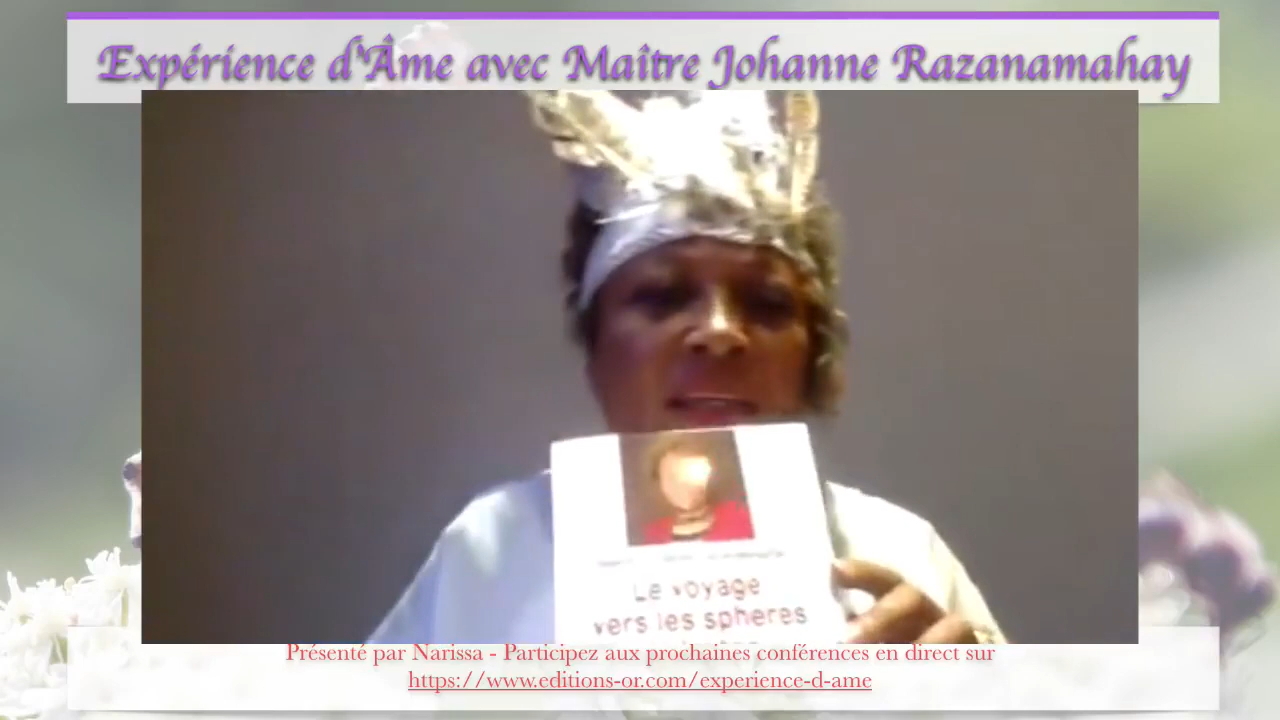 Expérience d'Âme avec Maître Johanne Razanamahay
Le voyage
vers les sphères
Présenté par Narissa - Participez aux prochaines conférences en direct sur
https://www.editions-or.com/experience-d-ame